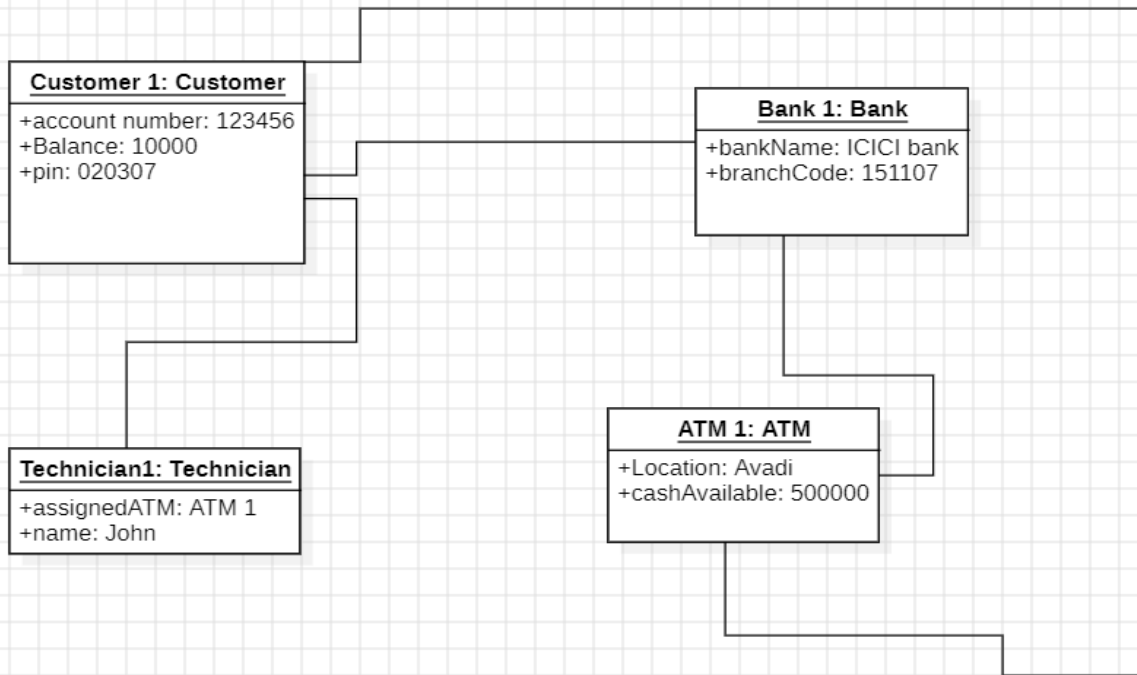 Customer 1: Customer
+account number: 123456
+Balance: 10000
+pin: 020307
Bank 1: Bank
+bankName: ICICI bank
+branchCode: 151107
Technician1: Technician
+assignedATM: ATM 1
+name: John
ATM 1: ATM
+Location: Avadi
+cashAvailable: 500000